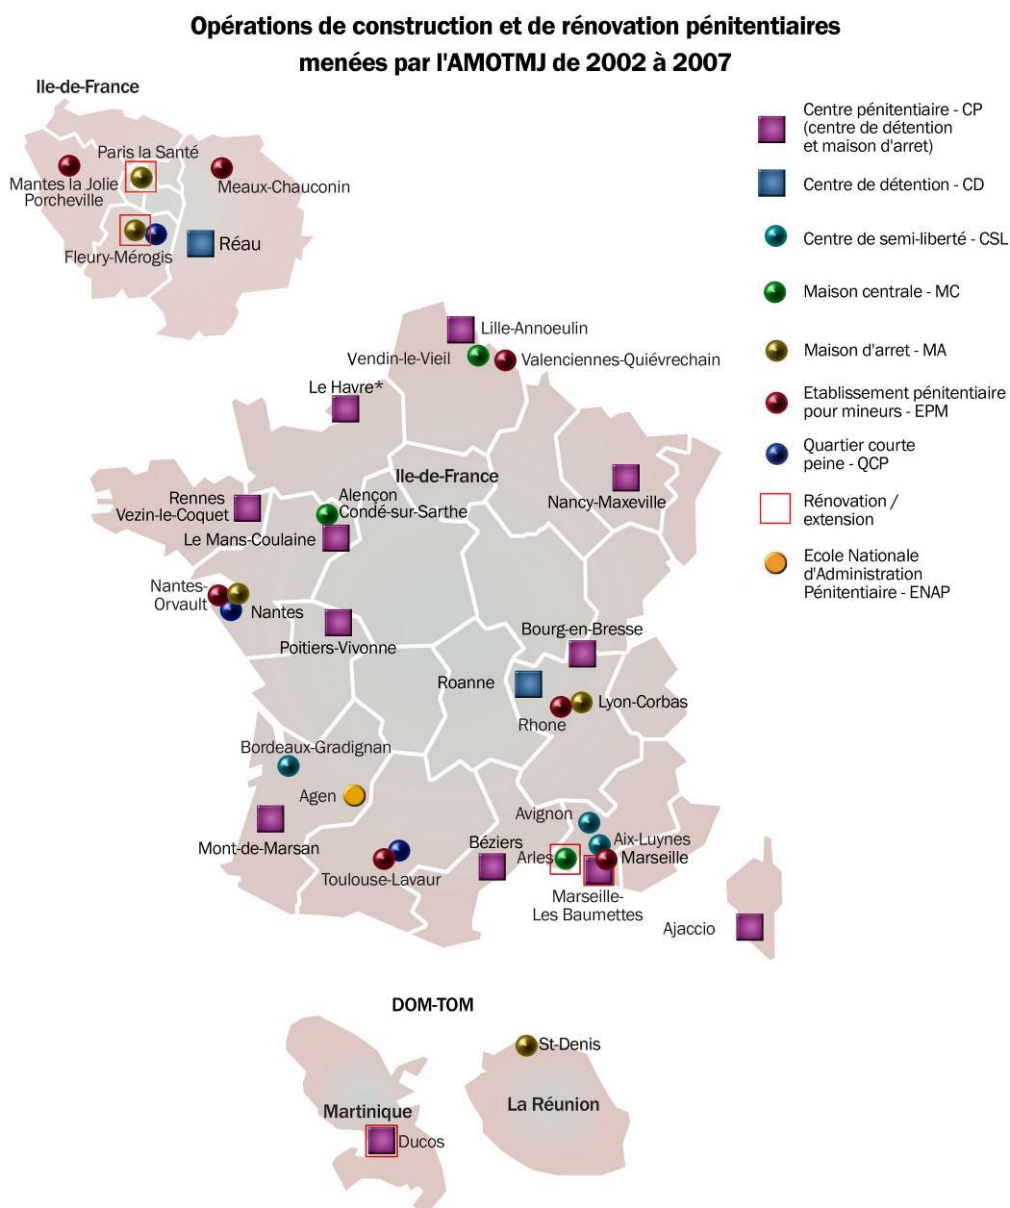 Opérations de construction et de rénovation pénitentiaires
menées par l'AMOTMJ de 2002 à 2007
Ile-de-France
Paris la Santé
Mantes la Jolie
Porcheville
Meaux-Chauconin
Fleury-Mérogis
Réau
Centre pénitentiaire - CP
(centre de détention
et maison d'arret)
Centre de détention - CD
Centre de semi-liberté - CSL
Maison centrale - MC
Maison d'arret - MA
Etablissement pénitentiaire
pour mineurs - EPM
Quartier courte
peine - QCP
Rénovation /
extension
Ecole Nationale
d'Administration
Pénitentiaire - ENAP
Lille-Annoeulin
Vendin-le-Vieil
Valenciennes-Quiévrechain
Le Havre*
Ile-de-France
Nancy-Maxeville
Rennes
Vezin-le-Coquet
Alençon
Condé-sur-Sarthe
Le Mans-Coulaine
Nantes-
Orvault
Nantes
Poitiers-Vivonne
Bourg-en-Bresse
Roanne
Lyon-Corbas
Rhone
Bordeaux-Gradignan
Agen
Mont-de-Marsan
Toulouse-Lavaur
Béziers
Avignon
Aix-Luynes
Arles
Marseille
Marseille-
Les Baumettes
Ajaccio
DOM-TOM
St-Denis
La Réunion
Martinique
Ducos